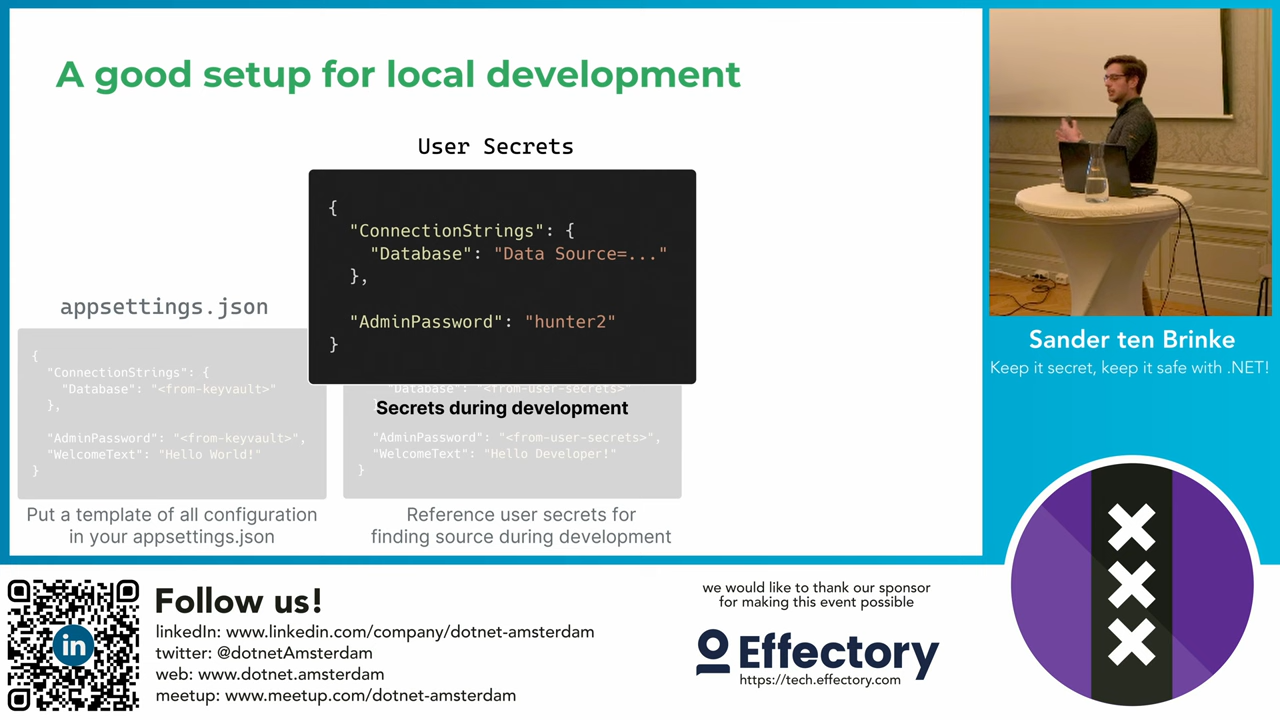 A good setup for local development
User Secrets
{
"ConnectionStrings": {
"Database": "Data Source=..."
},
"AdminPassword": "hunter2"
}
Secrets during development
appsettings.json
{
"ConnectionStrings": {
"Database": "<from-keyvault>"
},
"AdminPassword": "<from-keyvault>",
"WelcomeText": "Hello World!"
}
Put a template of all configuration
in your appsettings.json
"Database": "<from-user-secrets>"
"AdminPassword": "<from-user-secrets>",
"WelcomeText": "Hello Developer!"
}
Reference user secrets for
finding source during development
Sander ten Brinke
Keep it secret, keep it safe with .NET!
in
Follow us!
linkedIn: www.linkedin.com/company/dotnet-amsterdam
twitter: @dotnetAmsterdam
web: www.dotnet.amsterdam
meetup: www.meetup.com/dotnet-amsterdam
we would like to thank our sponsor
for making this event possible
Effectory
https://tech.effectory.com